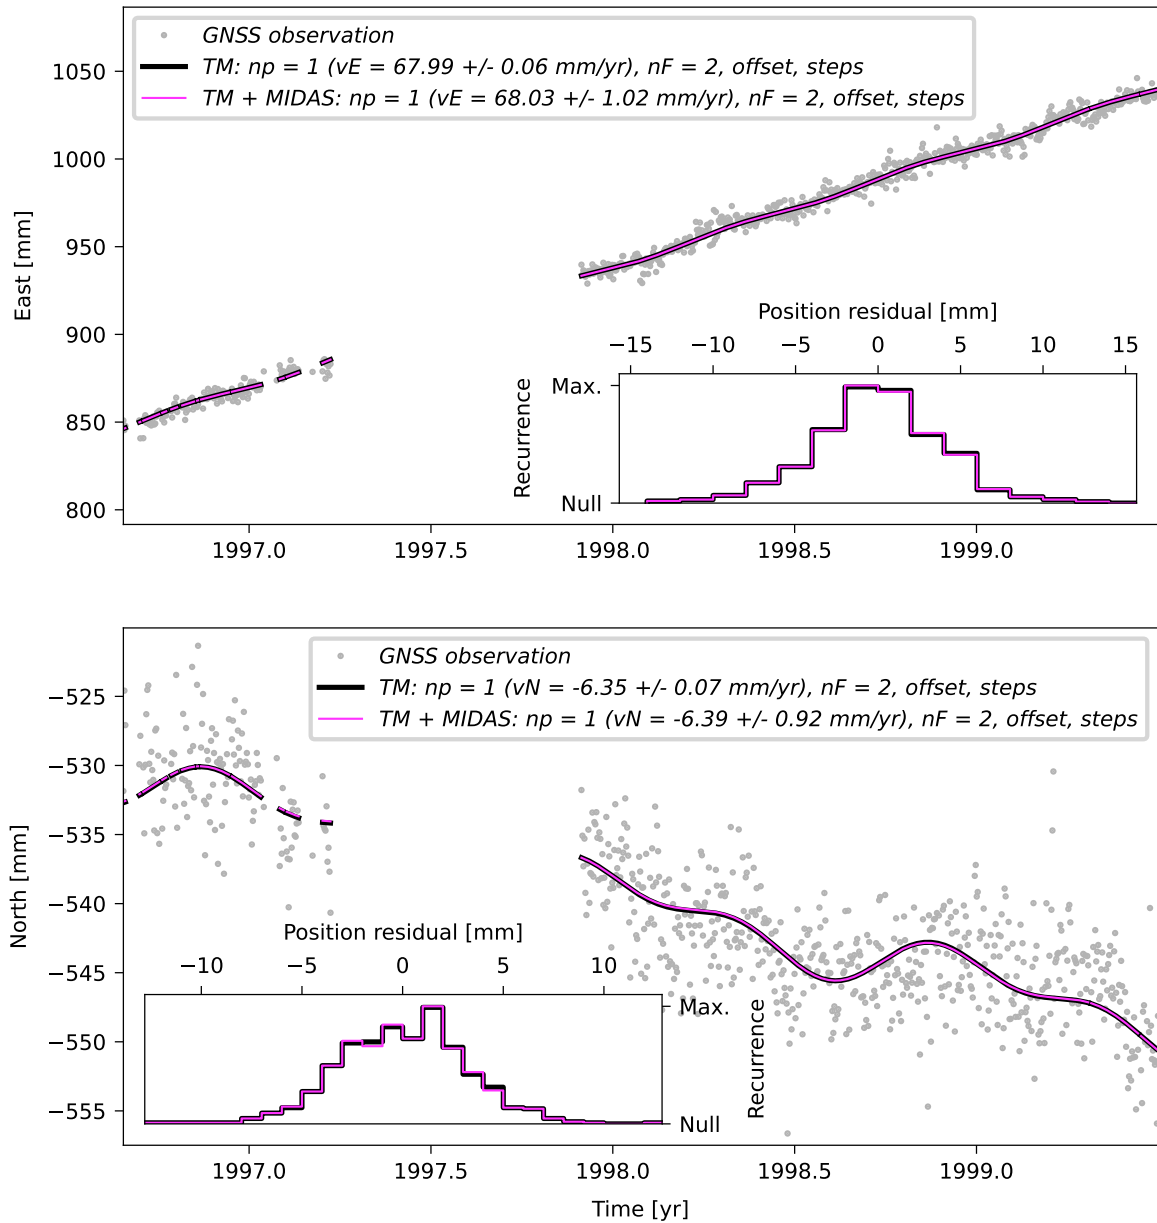 GNSS observation
TM: np = 1 (vE = 67.99 +/- 0.06 mm/yr), nF = 2, offset, steps
TM + MIDAS: np = 1 (vE = 68.03 +/- 1.02 mm/yr), nF = 2, offset, steps
1050
1000
950
900
850
800
East [mm]
Position residual [mm]
−15 −10 −5 0 5 10 15
Max.
Recurrence
Null
1997.0 1997.5 1998.0 1998.5 1999.0
GNSS observation
TM: np = 1 (vN = -6.35 +/- 0.07 mm/yr), nF = 2, offset, steps
TM + MIDAS: np = 1 (vN = -6.39 +/- 0.92 mm/yr), nF = 2, offset, steps
−525
−530
−535
−540
−545
−550
−555
North [mm]
Position residual [mm]
−10 −5 0 5 10
Max.
Recurrence
Null
1997.0 1997.5 1998.0 1998.5 1999.0
Time [yr]